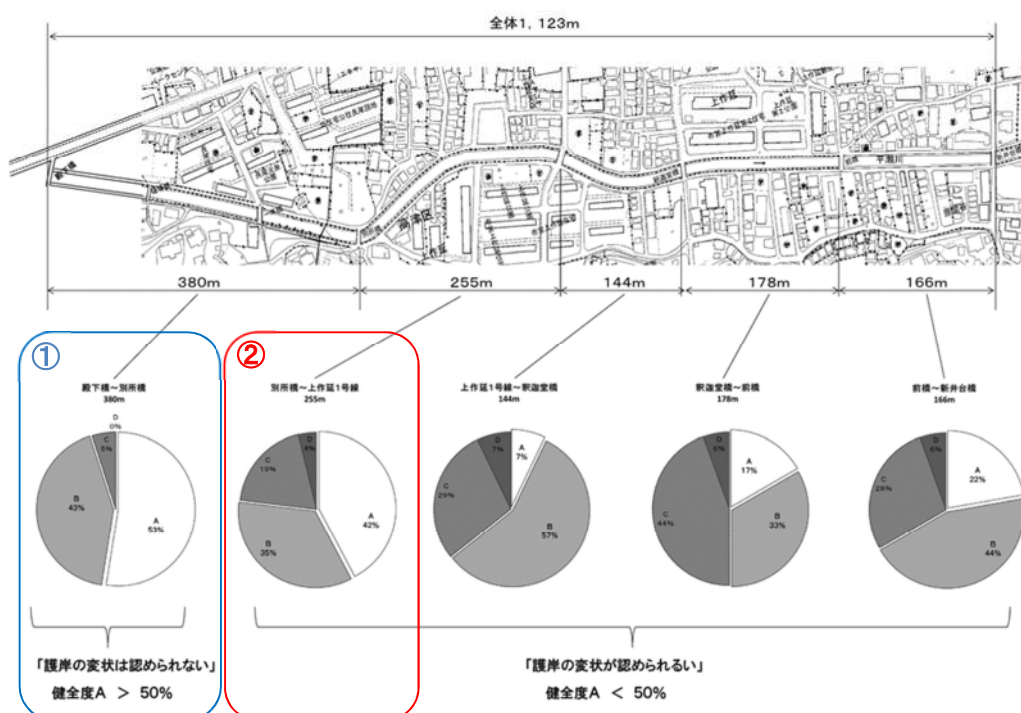 全体1,123m
上作延
平瀬川
380m
255m
144m
178m
166m
①
②
殿下橋~別所橋
380m
別所橋~上作延1号線
255m
上作延1号線~釈迦堂橋
144m
釈迦堂橋~前橋
178m
前橋~新井台橋
166m
D
0%
C
5%
B
43%
A
53%
D
4%
C
19%
B
35%
A
42%
D
7%
A
7%
C
29%
B
57%
D
6%
A
17%
C
44%
B
33%
D
6%
A
22%
C
28%
B
44%
「護岸の変状は認められない」
健全度A > 50%
「護岸の変状が認められるい」
健全度A < 50%